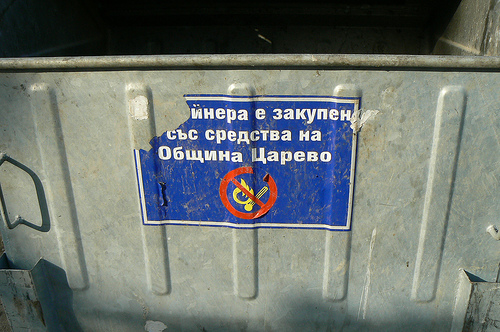 йнера е закупен
със средства на
Община Царево